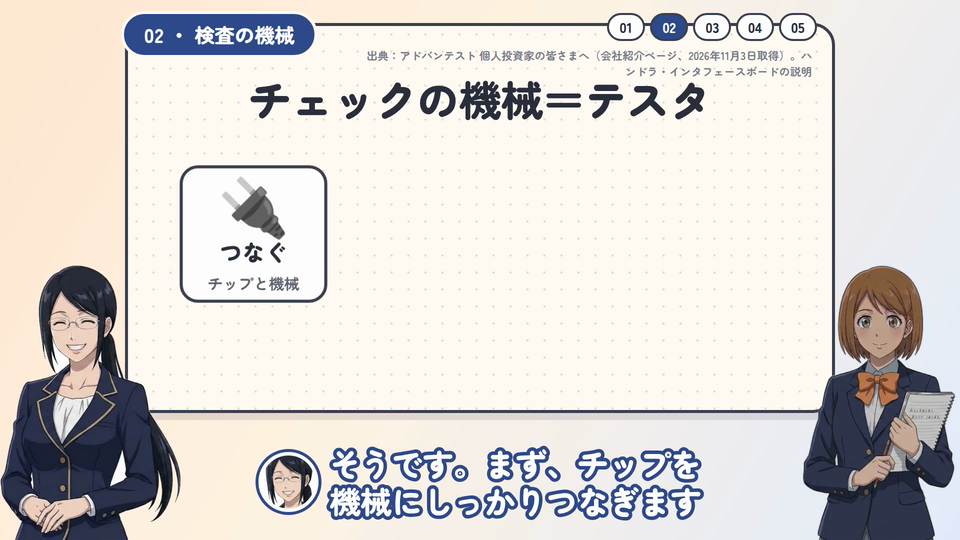 02 ・ 検査の機械
01 02 03 04 05
出典：アドバンテスト 個人投資家の皆さまへ（会社紹介ページ、2026年11月3日取得）。ハ
ンドラ・インタフェースボードの説明
チェックの機械＝テスタ
つなぐ
チップと機械
そうです。まず、チップを
機械にしっかりつなぎます